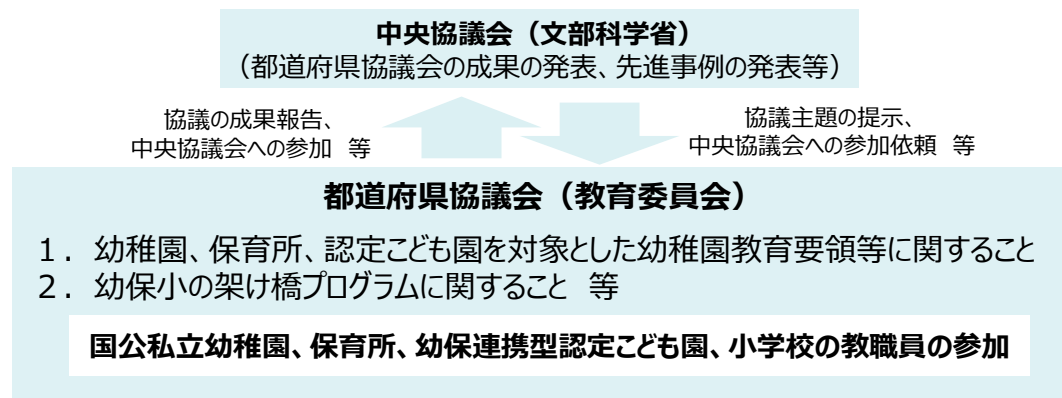 中央協議会（文部科学省）
（都道府県協議会の成果の発表、先進事例の発表等）
協議の成果報告、
中央協議会への参加　等
協議主題の提示、
中央協議会への参加依頼　等
都道府県協議会（教育委員会）
１．幼稚園、保育所、認定こども園を対象とした幼稚園教育要領等に関すること
２．幼保小の架け橋プログラムに関すること　等
国公私立幼稚園、保育所、幼保連携型認定こども園、小学校の教職員の参加